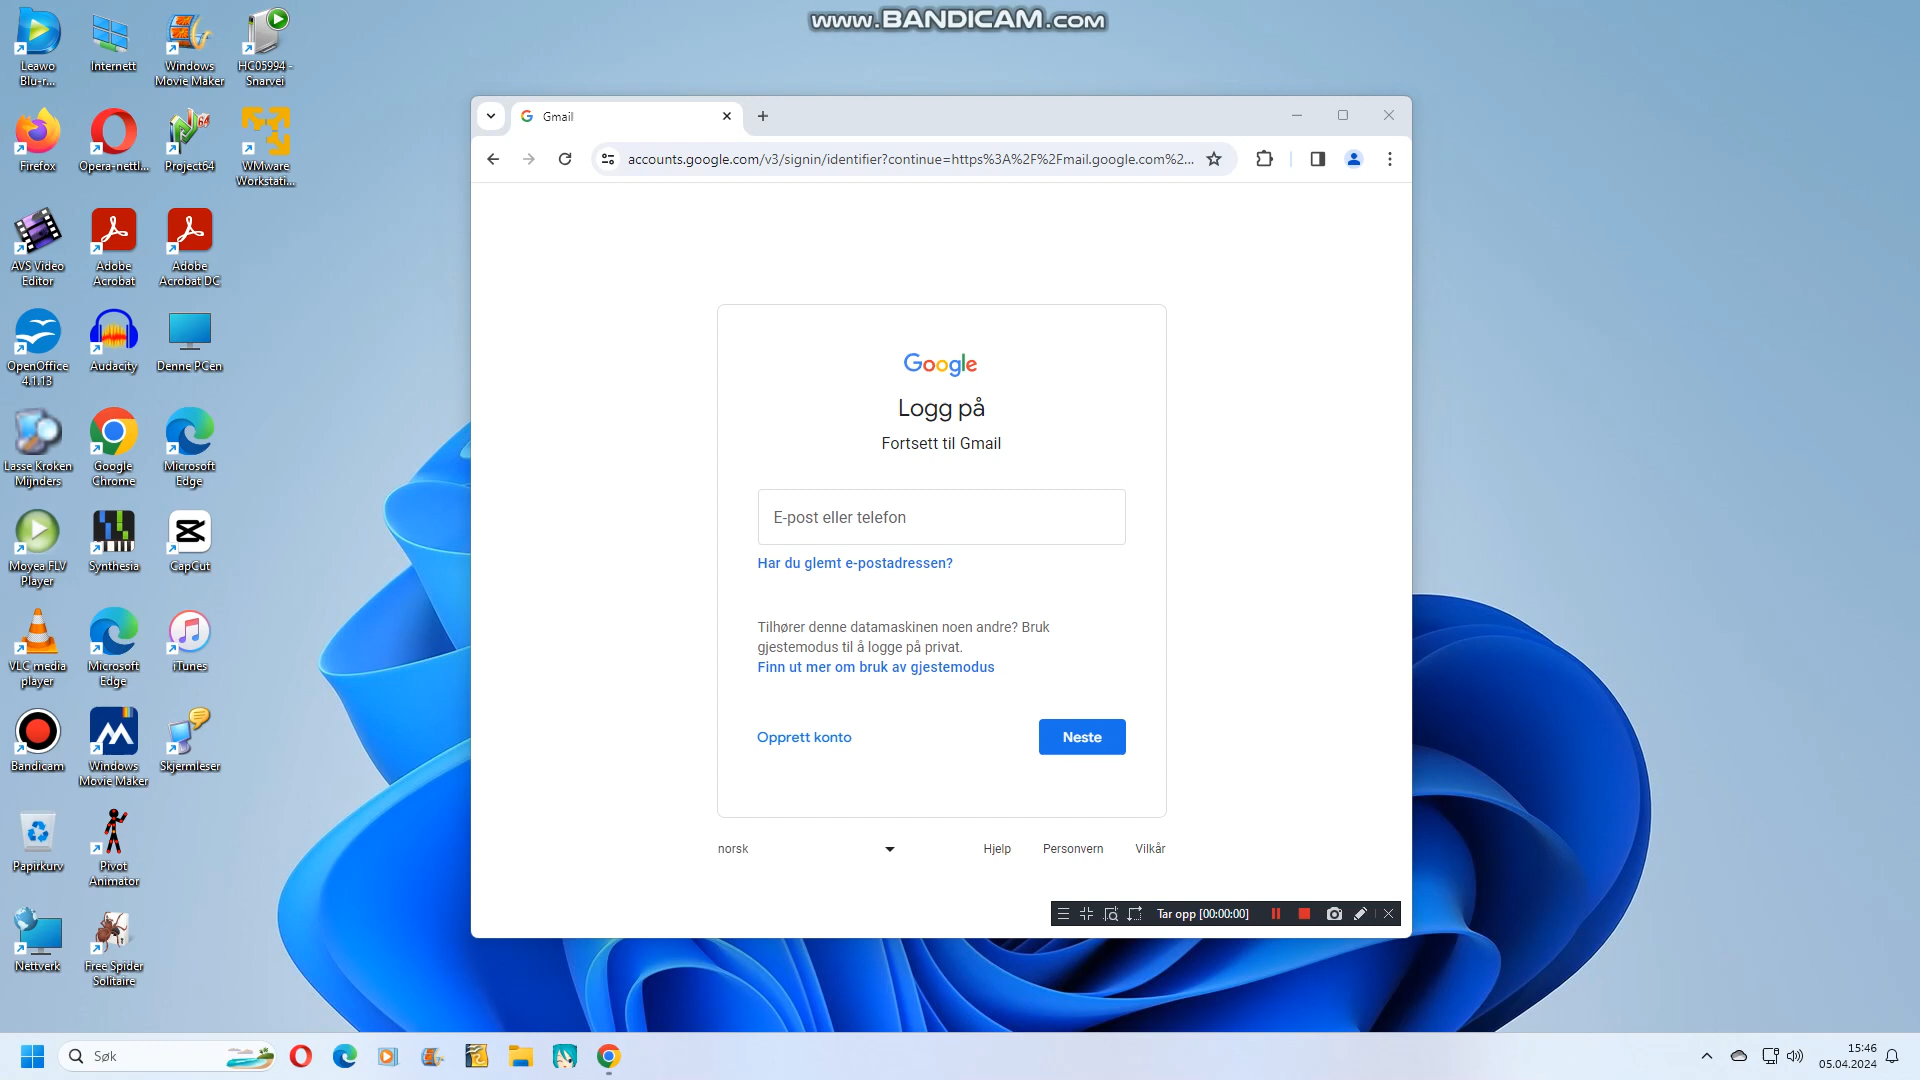 www.BANDICAM.com
Leawo
Blu-r...
Internett
Windows
Movie Maker
HC05994 -
Snarvei
Firefox
Opera-nettl...
Project64
WMware
Workstati...
AVS Video
Editor
Adobe
Acrobat
Adobe
Acrobat DC
OpenOffice
4.1.13
Audacity
Denne PCen
Lasse Kroken
Mijnders
Google
Chrome
Microsoft
Edge
Moyea FLV
Player
Synthesia
CapCut
VLC media
player
Microsoft
Edge
iTunes
Bandicam
Windows
Movie Maker
Skjermleser
Papirkurv
Pivot
Animator
Nettverk
Free Spider
Solitaire
Gmail
accounts.google.com/v3/signin/identifier?continue=https%3A%2F%2Fmail.google.com%2...
Google
Logg på
Fortsett til Gmail
E-post eller telefon
Har du glemt e-postadressen?
Tilhører denne datamaskinen noen andre? Bruk
gjestemodus til å logge på privat.
Finn ut mer om bruk av gjestemodus
Opprett konto
Neste
norsk
Hjelp
Personvern
Vilkår
Tar opp [00:00:00]
Søk
15:46
05.04.2024